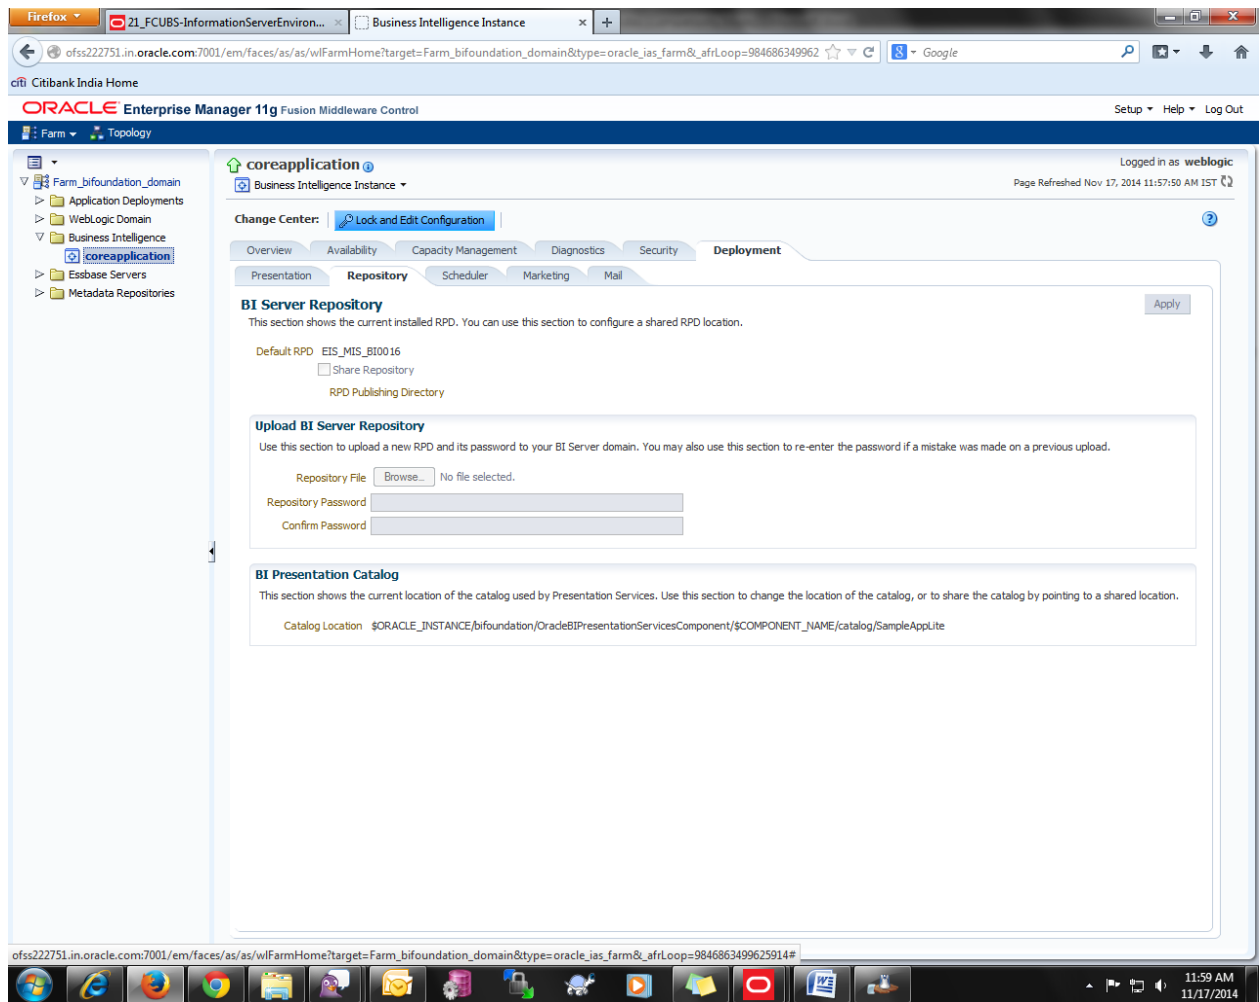 Firefox
21_FCUBS-InformationServerEnviron...
Business Intelligence Instance
ofss222751.in.oracle.com:7001/em/faces/as/as/wlFarmHome?target=Farm_bifoundation_domain&type=oracle_ias_farm&_afrLoop=984686349962
Google
citi Citibank India Home
ORACLE Enterprise Manager 11g Fusion Middleware Control
Setup Help Log Out
Farm Topology
coreapplication
Logged in as weblogic
Business Intelligence Instance
Page Refreshed Nov 17, 2014 11:57:50 AM IST
Farm_bifoundation_domain
Application Deployments
WebLogic Domain
Business Intelligence
coreapplication
Essbase Servers
Metadata Repositories
Change Center: Lock and Edit Configuration
Overview Availability Capacity Management Diagnostics Security Deployment
Presentation Repository Scheduler Marketing Mail
BI Server Repository
Apply
This section shows the current installed RPD. You can use this section to configure a shared RPD location.
Default RPD EIS_MIS_BI0016
Share Repository
RPD Publishing Directory
Upload BI Server Repository
Use this section to upload a new RPD and its password to your BI Server domain. You may also use this section to re-enter the password if a mistake was made on a previous upload.
Repository File Browse... No file selected.
Repository Password
Confirm Password
BI Presentation Catalog
This section shows the current location of the catalog used by Presentation Services. Use this section to change the location of the catalog, or to share the catalog by pointing to a shared location.
Catalog Location $ORACLE_INSTANCE/bifoundation/OracleBIPresentationServicesComponent/$COMPONENT_NAME/catalog/SampleAppLite
ofss222751.in.oracle.com:7001/em/faces/as/as/wlFarmHome?target=Farm_bifoundation_domain&type=oracle_ias_farm&_afrLoop=9846863499625914#
11:59 AM
11/17/2014